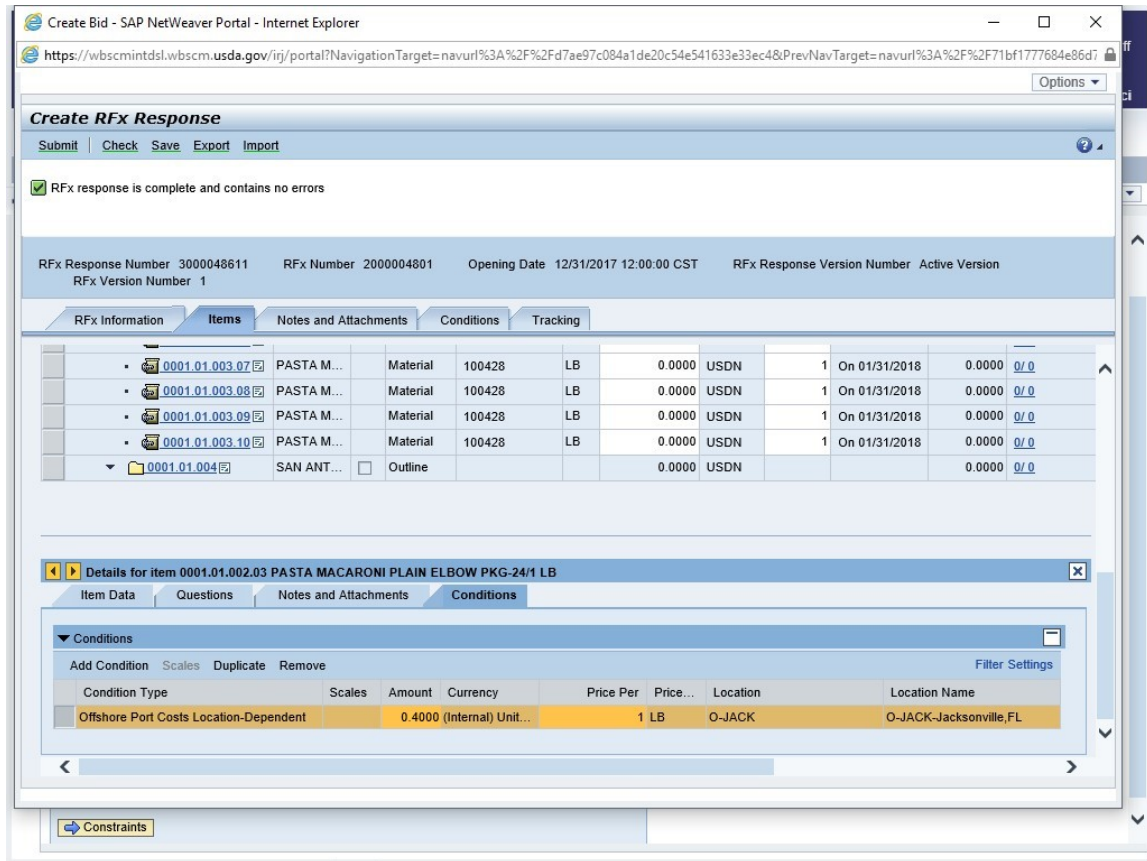 Create Bid - SAP NetWeaver Portal - Internet Explorer
https://wbscmintdsl.wbscm.usda.gov/irj/portal?NavigationTarget=navurl%3A%2F%2Fd7ae97c084a1de20c54e541633e33ec4&PrevNavTarget=navurl%3A%2F%2F71bf1777684e86d7
Options
Create RFx Response
Submit Check Save Export Import
RFx response is complete and contains no errors
RFx Response Number 3000048611 RFx Number 2000004801 Opening Date 12/31/2017 12:00:00 CST RFx Response Version Number Active Version
RFx Version Number 1
RFx Information Items Notes and Attachments Conditions Tracking
0001.01.003.07 PASTA M... Material 100428 LB 0.0000 USDN 1 On 01/31/2018 0.0000 0/ 0
0001.01.003.08 PASTA M... Material 100428 LB 0.0000 USDN 1 On 01/31/2018 0.0000 0/ 0
0001.01.003.09 PASTA M... Material 100428 LB 0.0000 USDN 1 On 01/31/2018 0.0000 0/ 0
0001.01.003.10 PASTA M... Material 100428 LB 0.0000 USDN 1 On 01/31/2018 0.0000 0/ 0
0001.01.004 SAN ANT... Outline 0.0000 USDN 0.0000 0/ 0
Details for item 0001.01.002.03 PASTA MACARONI PLAIN ELBOW PKG-24/1 LB
Item Data Questions Notes and Attachments Conditions
Conditions
Add Condition Scales Duplicate Remove Filter Settings
Condition Type Scales Amount Currency Price Per Price... Location Location Name
Offshore Port Costs Location-Dependent 0.4000 (Internal) Unit... 1 LB O-JACK O-JACK-Jacksonville,FL
Constraints